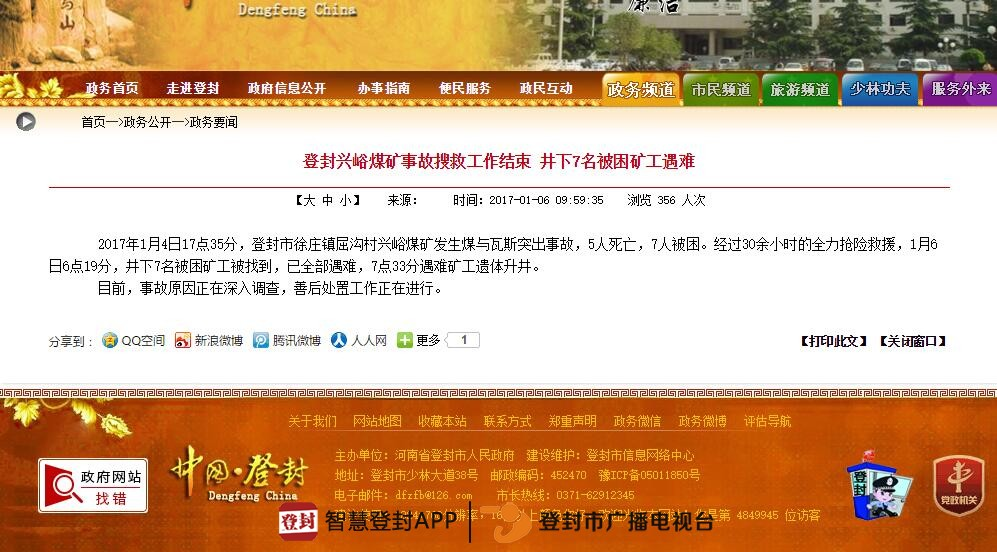 Dengfeng China
廉洁
政务首页 走进登封 政府信息公开 办事指南 便民服务 政民互动 政务频道 市民频道 旅游频道 少林功夫 服务外来
首页—>政务公开—>政务要闻
登封兴峪煤矿事故搜救工作结束 井下7名被困矿工遇难
【大 中 小】 来源： 时间：2017-01-06 09:59:35 浏览 356 人次
2017年1月4日17点35分，登封市徐庄镇屈沟村兴峪煤矿发生煤与瓦斯突出事故，5人死亡，7人被困。经过30余小时的全力抢险救援，1月6
日6点19分，井下7名被困矿工被找到，已全部遇难，7点33分遇难矿工遗体升井。
目前，事故原因正在深入调查，善后处置工作正在进行。
分享到： QQ空间 新浪微博 腾讯微博 人人网 更多 1
【打印此文】 【关闭窗口】
关于我们 网站地图 收藏本站 联系方式 郑重声明 政务微信 政务微博 评估导航
政府网站
找错
中国·登封
Dengfeng China
主办单位：河南省登封市人民政府 建设维护：登封市信息网络中心
地址：登封市少林大道38号 邮政编码：452470 豫ICP备05011850号
电子邮件：dfxfb@126.com 市长热线：0371-62912345
第 4849945 位访客
登封 智慧登封APP 登封市广播电视台
登封
党政机关